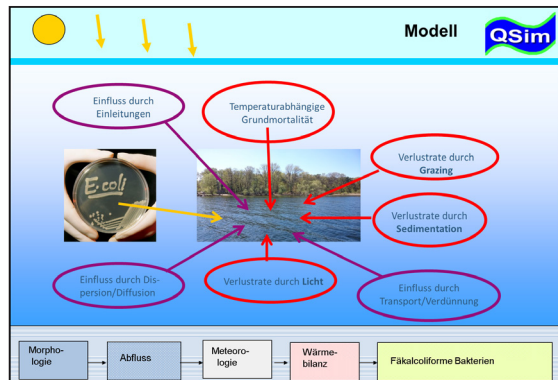 Modell
QSim
Einfluss durch
Einleitungen
Temperaturabhängige
Grundmortalität
Verlustrate durch
Grazing
E.coli
Verlustrate durch
Sedimentation
Einfluss durch Dis-
persion/Diffusion
Verlustrate durch Licht
Einfluss durch
Transport/Verdünnung
Morpho-
logie
Abfluss
Meteoro-
logie
Wärme-
bilanz
Fäkalcoliforme Bakterien